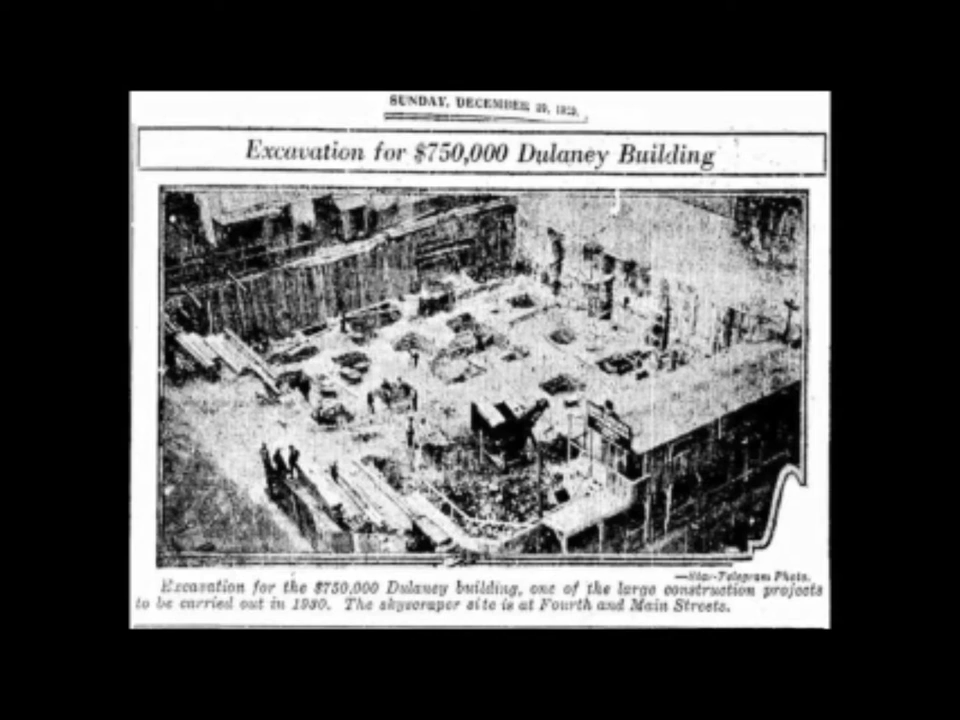 SUNDAY, DECEMBER 29, 1929.
Excavation for $750,000 Dulaney Building
—Star-Telegram Photo.
Excavation for the $750,000 Dulaney building, one of the large construction projects
to be carried out in 1930. The skyscraper site is at Fourth and Main Streets.